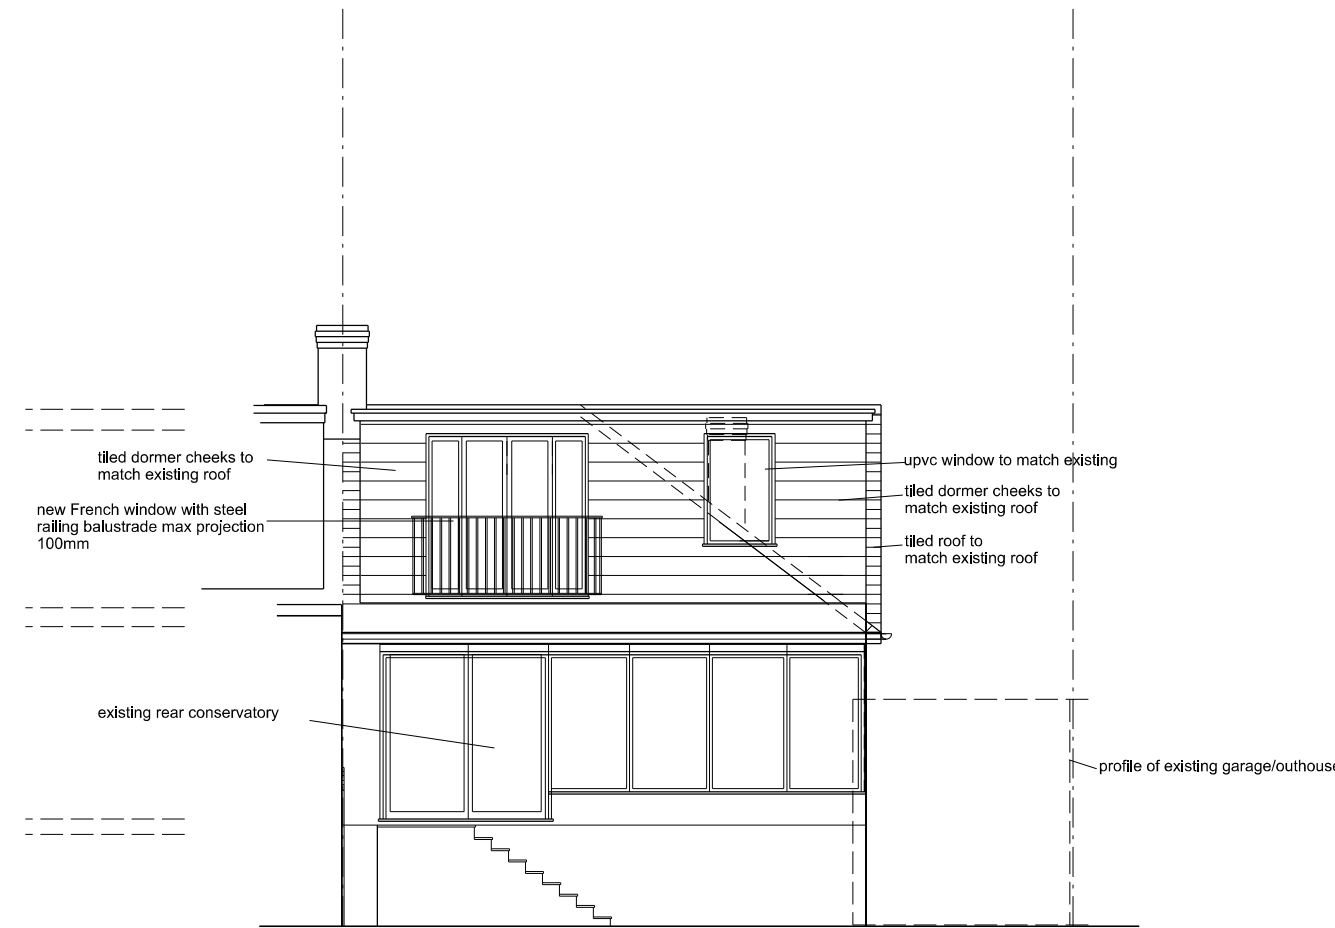 tiled dormer cheeks to
match existing roof
new French window with steel
railing balustrade max projection
100mm
upvc window to match existing
tiled dormer cheeks to
match existing roof
tiled roof to
match existing roof
existing rear conservatory
profile of existing garage/outhouse